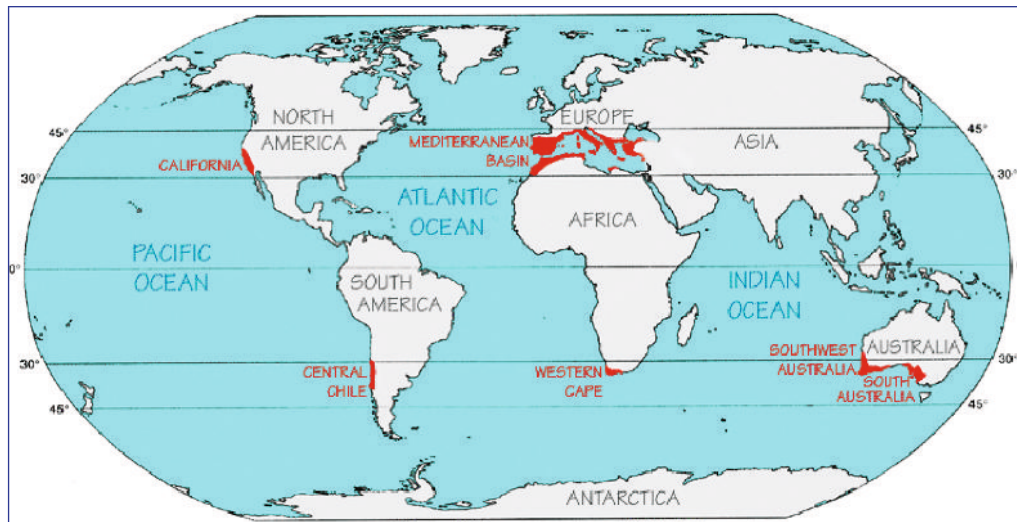 NORTH
AMERICA
EUROPE
ASIA
45°
45°
MEDITERRANEAN
BASIN
CALIFORNIA
30°
30°
ATLANTIC
OCEAN
AFRICA
PACIFIC
OCEAN
0°
0°
SOUTH
AMERICA
INDIAN
OCEAN
SOUTHWEST
AUSTRALIA
AUSTRALIA
30°
30°
CENTRAL
CHILE
WESTERN
CAPE
SOUTH
AUSTRALIA
45°
45°
ANTARCTICA